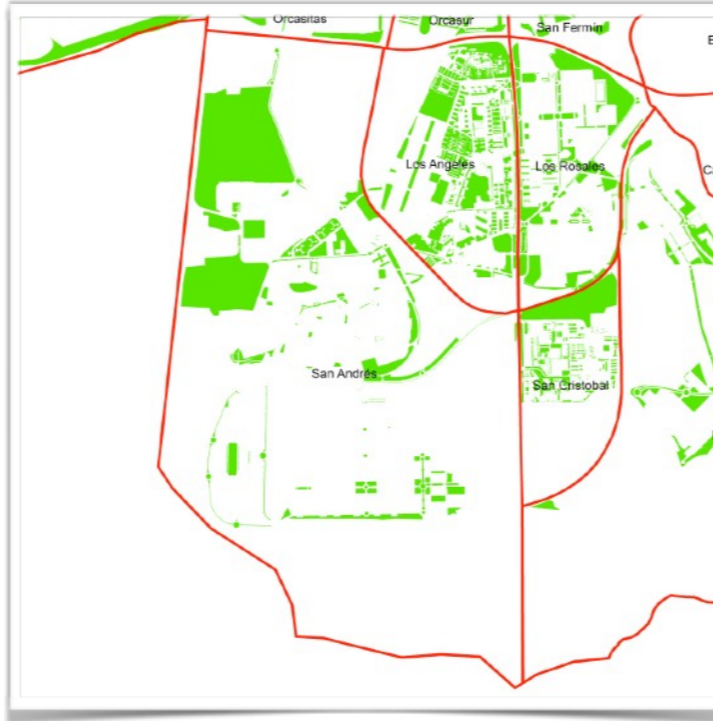 Orcasitas
Orcasur
San Fermín
Los Angeles
Los Rosales
San Andrés
San Cristobal